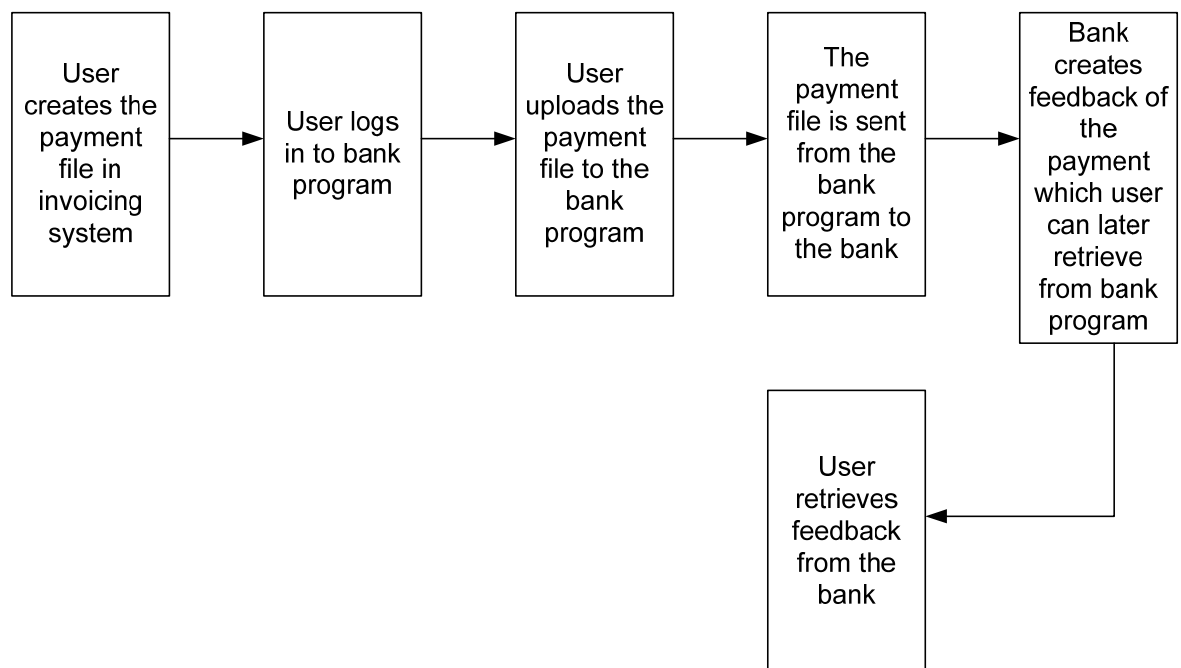 User
creates the
payment
file in
invoicing
system
User logs
in to bank
program
User
uploads the
payment
file to the
bank
program
The
payment
file is sent
from the
bank
program to
the bank
Bank
creates
feedback of
the
payment
which user
can later
retrieve
from bank
program
User
retrieves
feedback
from the
bank